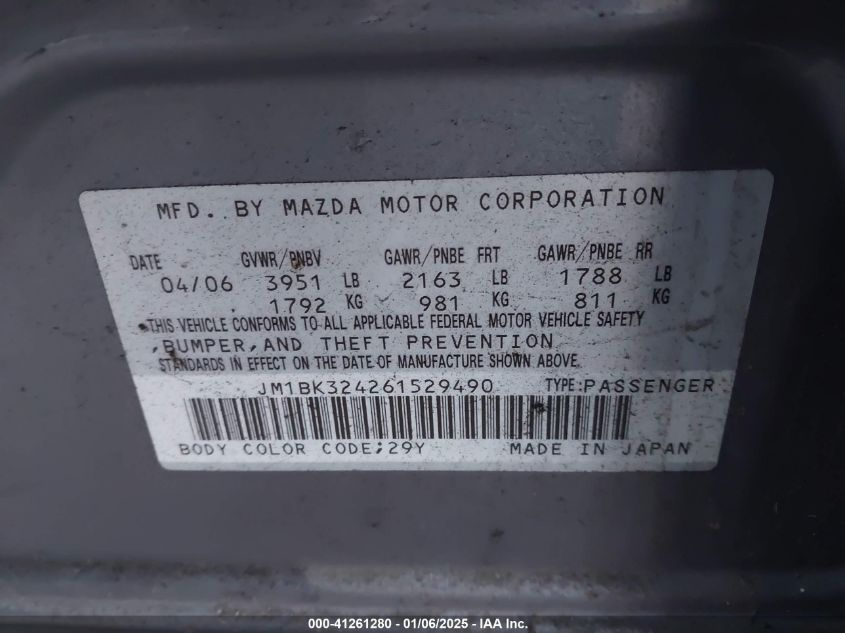 MFD. BY MAZDA MOTOR CORPORATION
DATE GVWR/PNBV GAWR/PNBE FRT GAWR/PNBE RR
04/06 3951 LB 2163 LB 1788 LB
1792 KG 981 KG 811 KG
THIS VEHICLE CONFORMS TO ALL APPLICABLE FEDERAL MOTOR VEHICLE SAFETY
,BUMPER,AND THEFT PREVENTION
STANDARDS IN EFFECT ON THE DATE OF MANUFACTURE SHOWN ABOVE.
JM1BK324261529490 TYPE:PASSENGER
BODY COLOR CODE:29Y MADE IN JAPAN
000-41261280 - 01/06/2025 - IAA Inc.